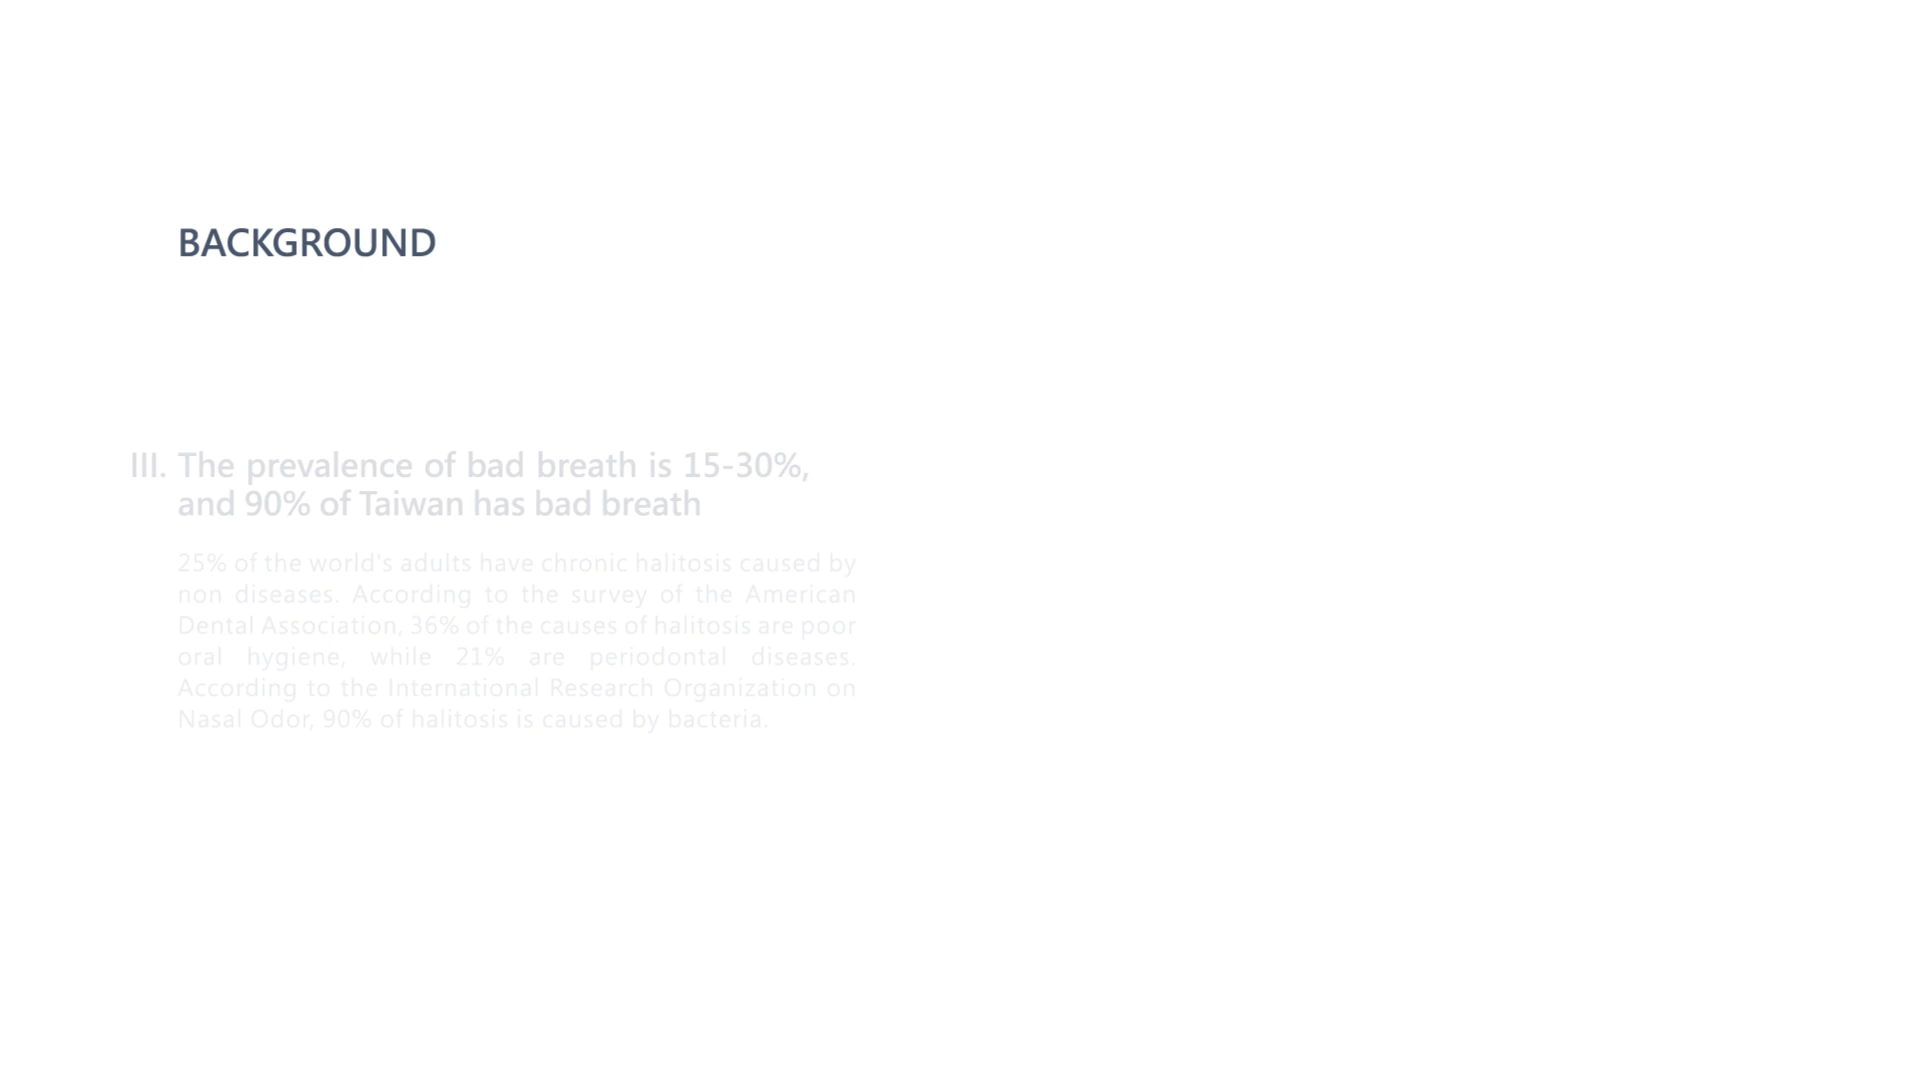 BACKGROUND
III. The prevalence of bad breath is 15-30%,
and 90% of Taiwan has bad breath
25% of the world's adults have chronic halitosis caused by
non diseases. According to the survey of the American
Dental Association, 36% of the causes of halitosis are poor
oral hygiene, while 21% are periodontal diseases.
According to the International Research Organization on
Nasal Odor, 90% of halitosis is caused by bacteria.